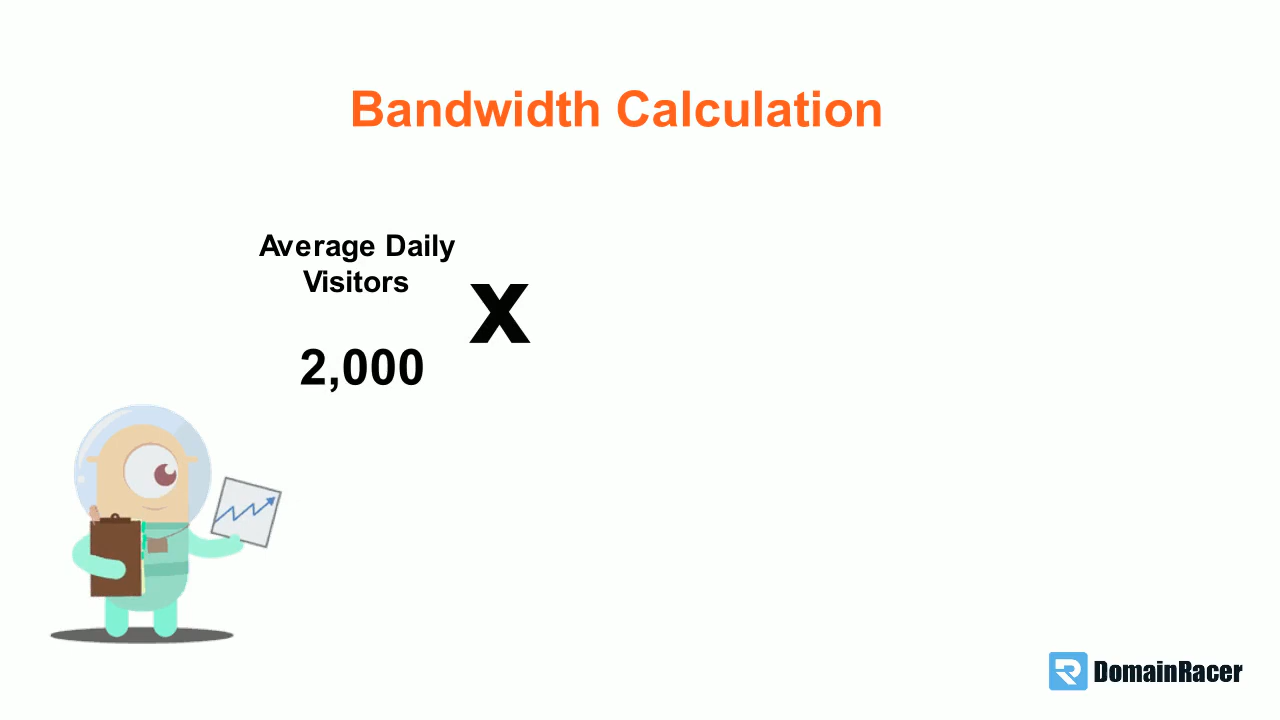 Bandwidth Calculation
Average Daily
Visitors
x
2,000
DomainRacer